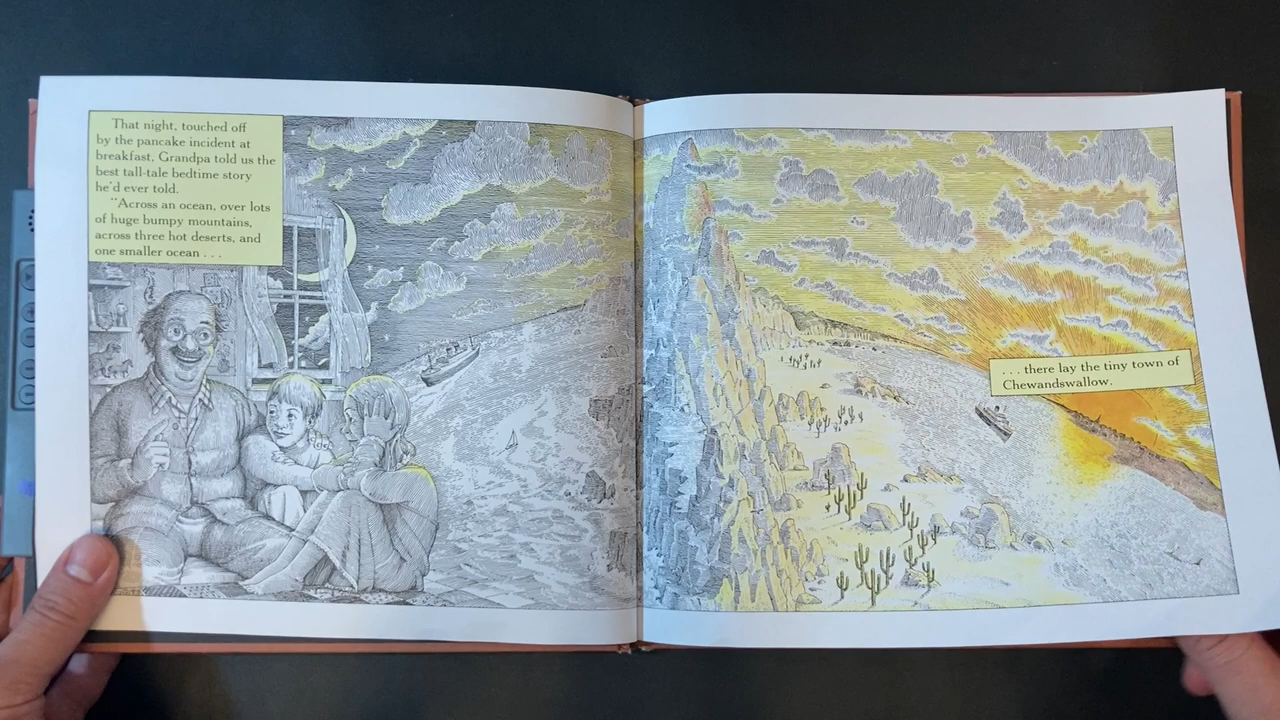 That night, touched off
by the pancake incident at
breakfast, Grandpa told us the
best tall-tale bedtime story
he'd ever told.
"Across an ocean, over lots
of huge bumpy mountains,
across three hot deserts, and
one smaller ocean . . .
. . . there lay the tiny town of
Chewandswallow.